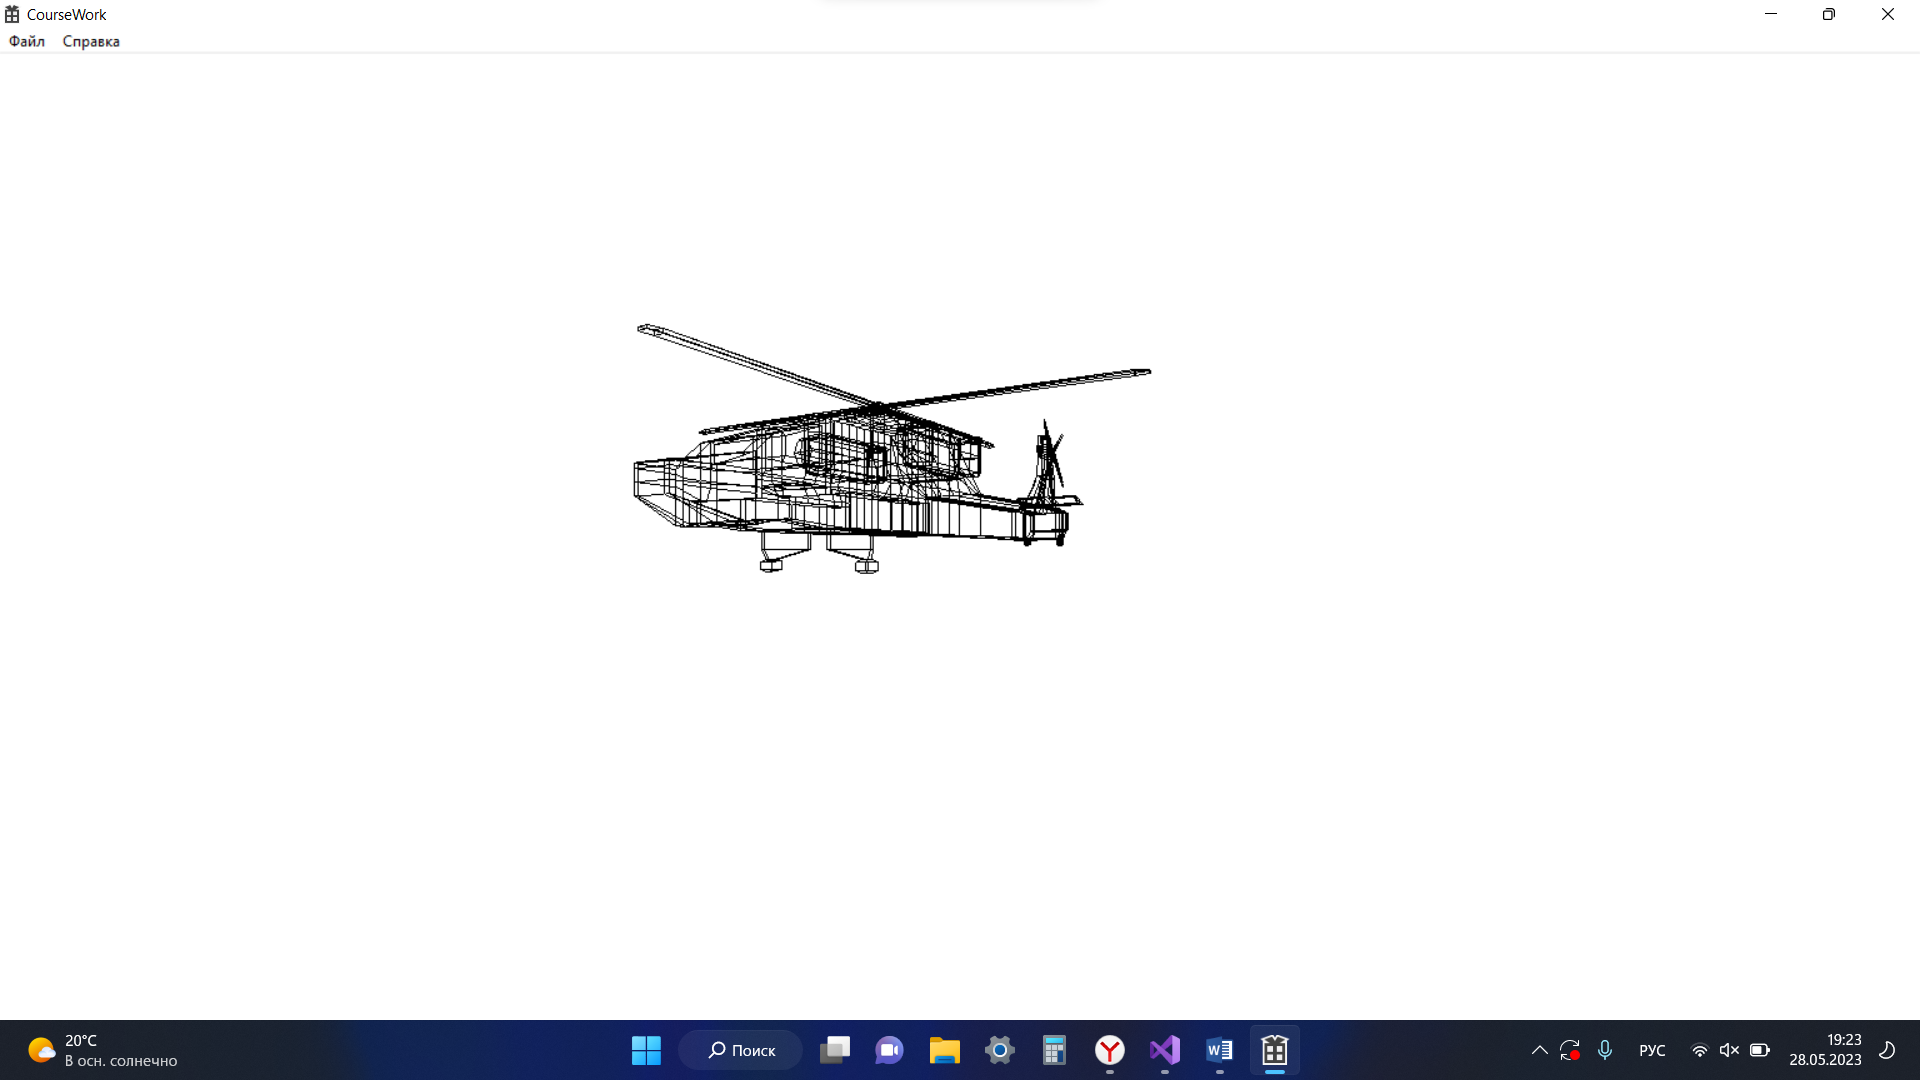 CourseWork
Файл Справка
20°C
В осн. солнечно
Поиск
РУС
19:23
28.05.2023